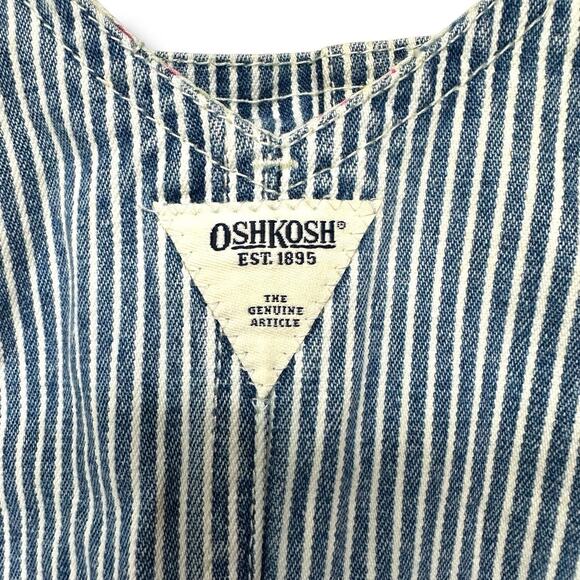 OSHKOSH®
EST. 1895
THE
GENUINE
ARTICLE